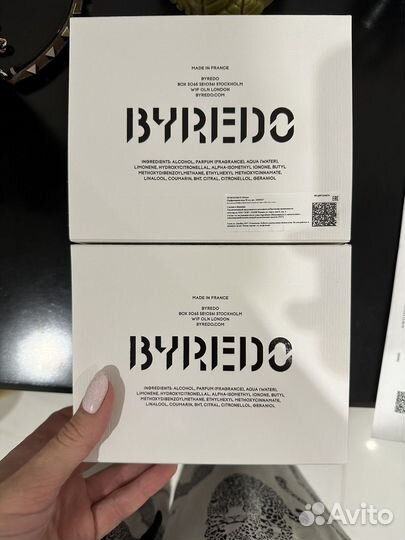 MADE IN FRANCE
BYREDO
BOX 3065 SE10361 STOCKHOLM
W1F 0LN LONDON
BYREDO.COM
BYREDO
INGREDIENTS: ALCOHOL, PARFUM (FRAGRANCE), AQUA (WATER),
LIMONENE, HYDROXYCITRONELLAL, ALPHA-ISOMETHYL IONONE, BUTYL
METHOXYDIBENZOYLMETHANE, ETHYLHEXYL METHOXYCINNAMATE,
LINALOOL, COUMARIN, BHT, CITRAL, CITRONELLOL, GERANIOL
EAC
MADE IN FRANCE
BYREDO
BOX 3065 SE10361 STOCKHOLM
W1F 0LN LONDON
BYREDO.COM
BYREDO
INGREDIENTS: ALCOHOL, PARFUM (FRAGRANCE), AQUA (WATER),
LIMONENE, HYDROXYCITRONELLAL, ALPHA-ISOMETHYL IONONE, BUTYL
METHOXYDIBENZOYLMETHANE, ETHYLHEXYL METHOXYCINNAMATE,
LINALOOL, COUMARIN, BHT, CITRAL, CITRONELLOL, GERANIOL
Avito